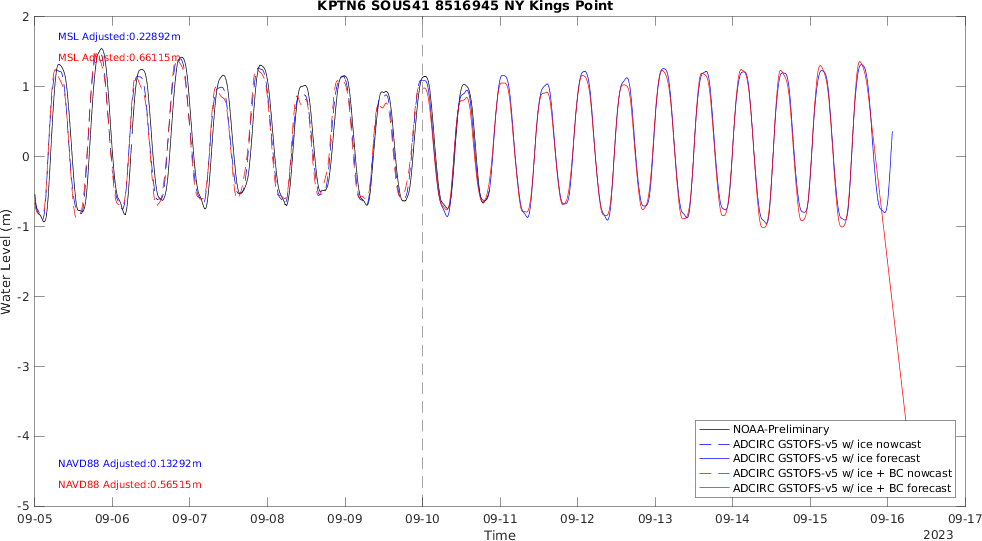 KPTN6 SOUS41 8516945 NY Kings Point
MSL Adjusted:0.22892m
MSL Adjusted:0.66115m
NAVD88 Adjusted:0.13292m
NAVD88 Adjusted:0.56515m
Water Level (m)
2
1
0
-1
-2
-3
-4
-5
NOAA-Preliminary
ADCIRC GSTOFS-v5 w/ ice nowcast
ADCIRC GSTOFS-v5 w/ ice forecast
ADCIRC GSTOFS-v5 w/ ice + BC nowcast
ADCIRC GSTOFS-v5 w/ ice + BC forecast
09-05 09-06 09-07 09-08 09-09 09-10 09-11 09-12 09-13 09-14 09-15 09-16 09-17
Time
2023